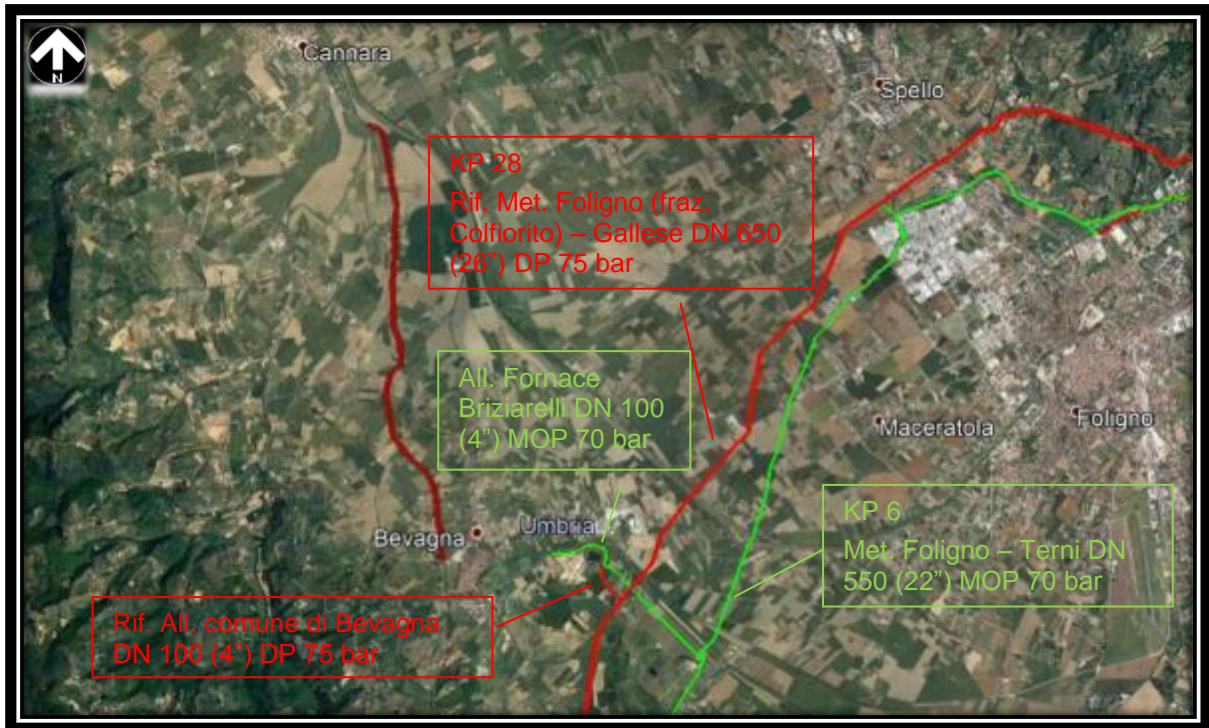 N
Cannara
Spello
KP 28
Rif. Met. Foligno (fraz.
Colfiorito) – Gallese DN 650
(26”) DP 75 bar
All. Fornace
Briziarelli DN 100
(4”) MOP 70 bar
Maceratola
Foligno
KP 6
Met. Foligno – Terni DN
550 (22”) MOP 70 bar
Bevagna
Umbria
Rif. All. comune di Bevagna
DN 100 (4”) DP 75 bar